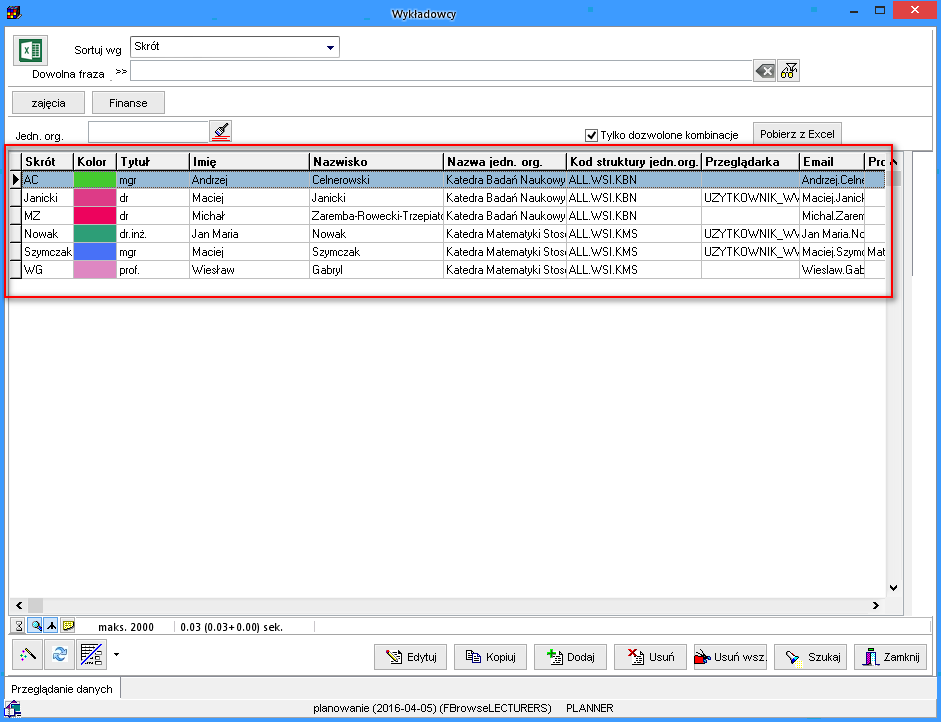 Wykładowcy
Sortuj wg Skrót
Dowolna fraza >>
zajęcia Finanse
Jedn. org. Tylko dozwolone kombinacje Pobierz z Excel
Skrót Kolor Tytuł Imię Nazwisko Nazwa jedn. org. Kod struktury jedn.org. Przeglądarka Email Pro
AC mgr Andrzej Celnerowski Katedra Badań Naukowy ALL.WSI.KBN Andrzej.Celne
Janicki dr Maciej Janicki Katedra Badań Naukowy ALL.WSI.KBN UZYTKOWNIK_WW Maciej.Janick
MZ dr Michał Zaremba-Rowecki-Trzepiato Katedra Badań Naukowy ALL.WSI.KBN Michal.Zarem
Nowak dr.inż. Jan Maria Nowak Katedra Matematyki Stos ALL.WSI.KMS UZYTKOWNIK_WW Jan Maria.No
Szymczak mgr Maciej Szymczak Katedra Matematyki Stos ALL.WSI.KMS UZYTKOWNIK_WW Maciej.Szymc Mat
WG prof. Wiesław Gabryl Katedra Matematyki Stos ALL.WSI.KMS Wieslaw.Gab
maks. 2000 0.03 (0.03+0.00) sek.
Edytuj Kopiuj Dodaj Usuń Usuń wsz. Szukaj Zamknij
Przeglądanie danych
planowanie (2016-04-05) (FBrowseLECTURERS) PLANNER